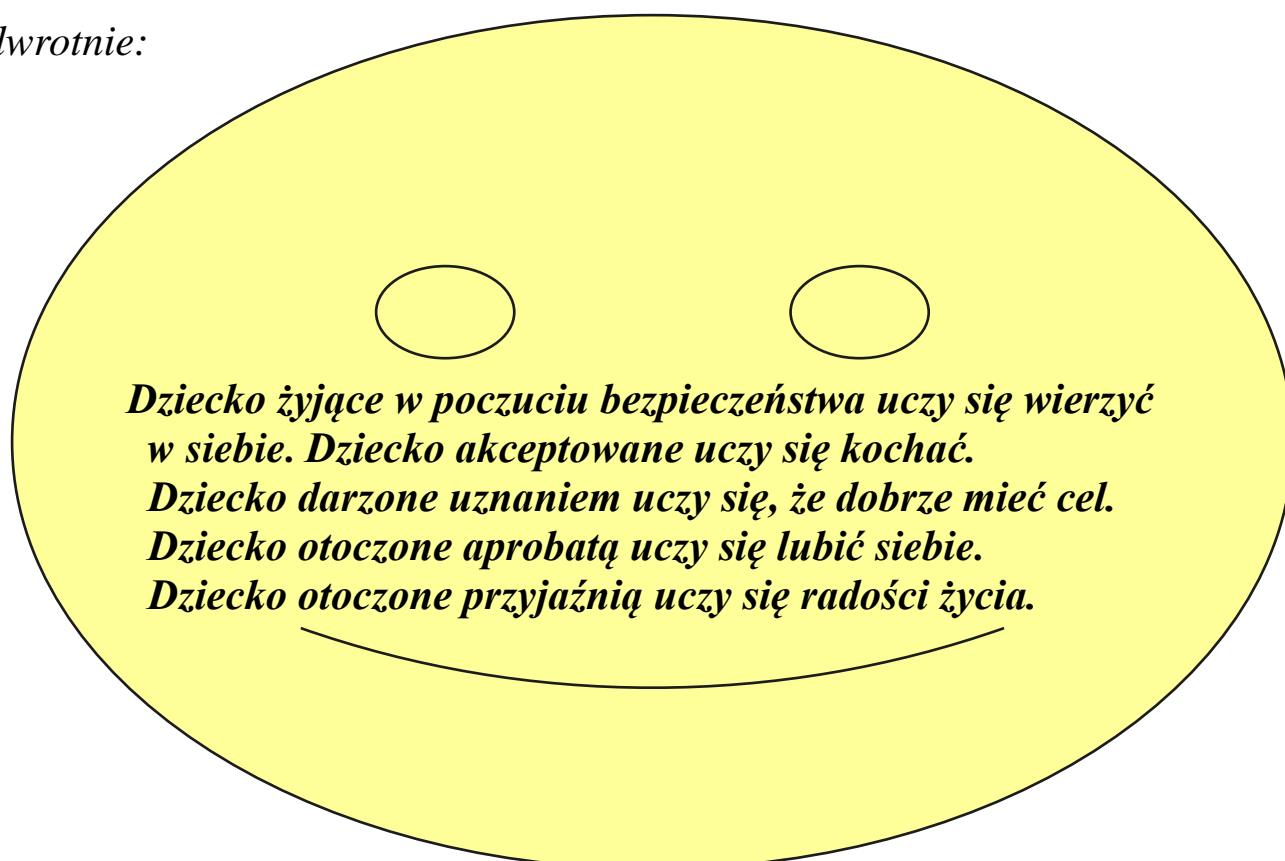 dwrotnie:
Dziecko żyjące w poczuciu bezpieczeństwa uczy się wierzyć
w siebie. Dziecko akceptowane uczy się kochać.
Dziecko darzone uznaniem uczy się, że dobrze mieć cel.
Dziecko otoczone aprobatą uczy się lubić siebie.
Dziecko otoczone przyjaźnią uczy się radości życia.